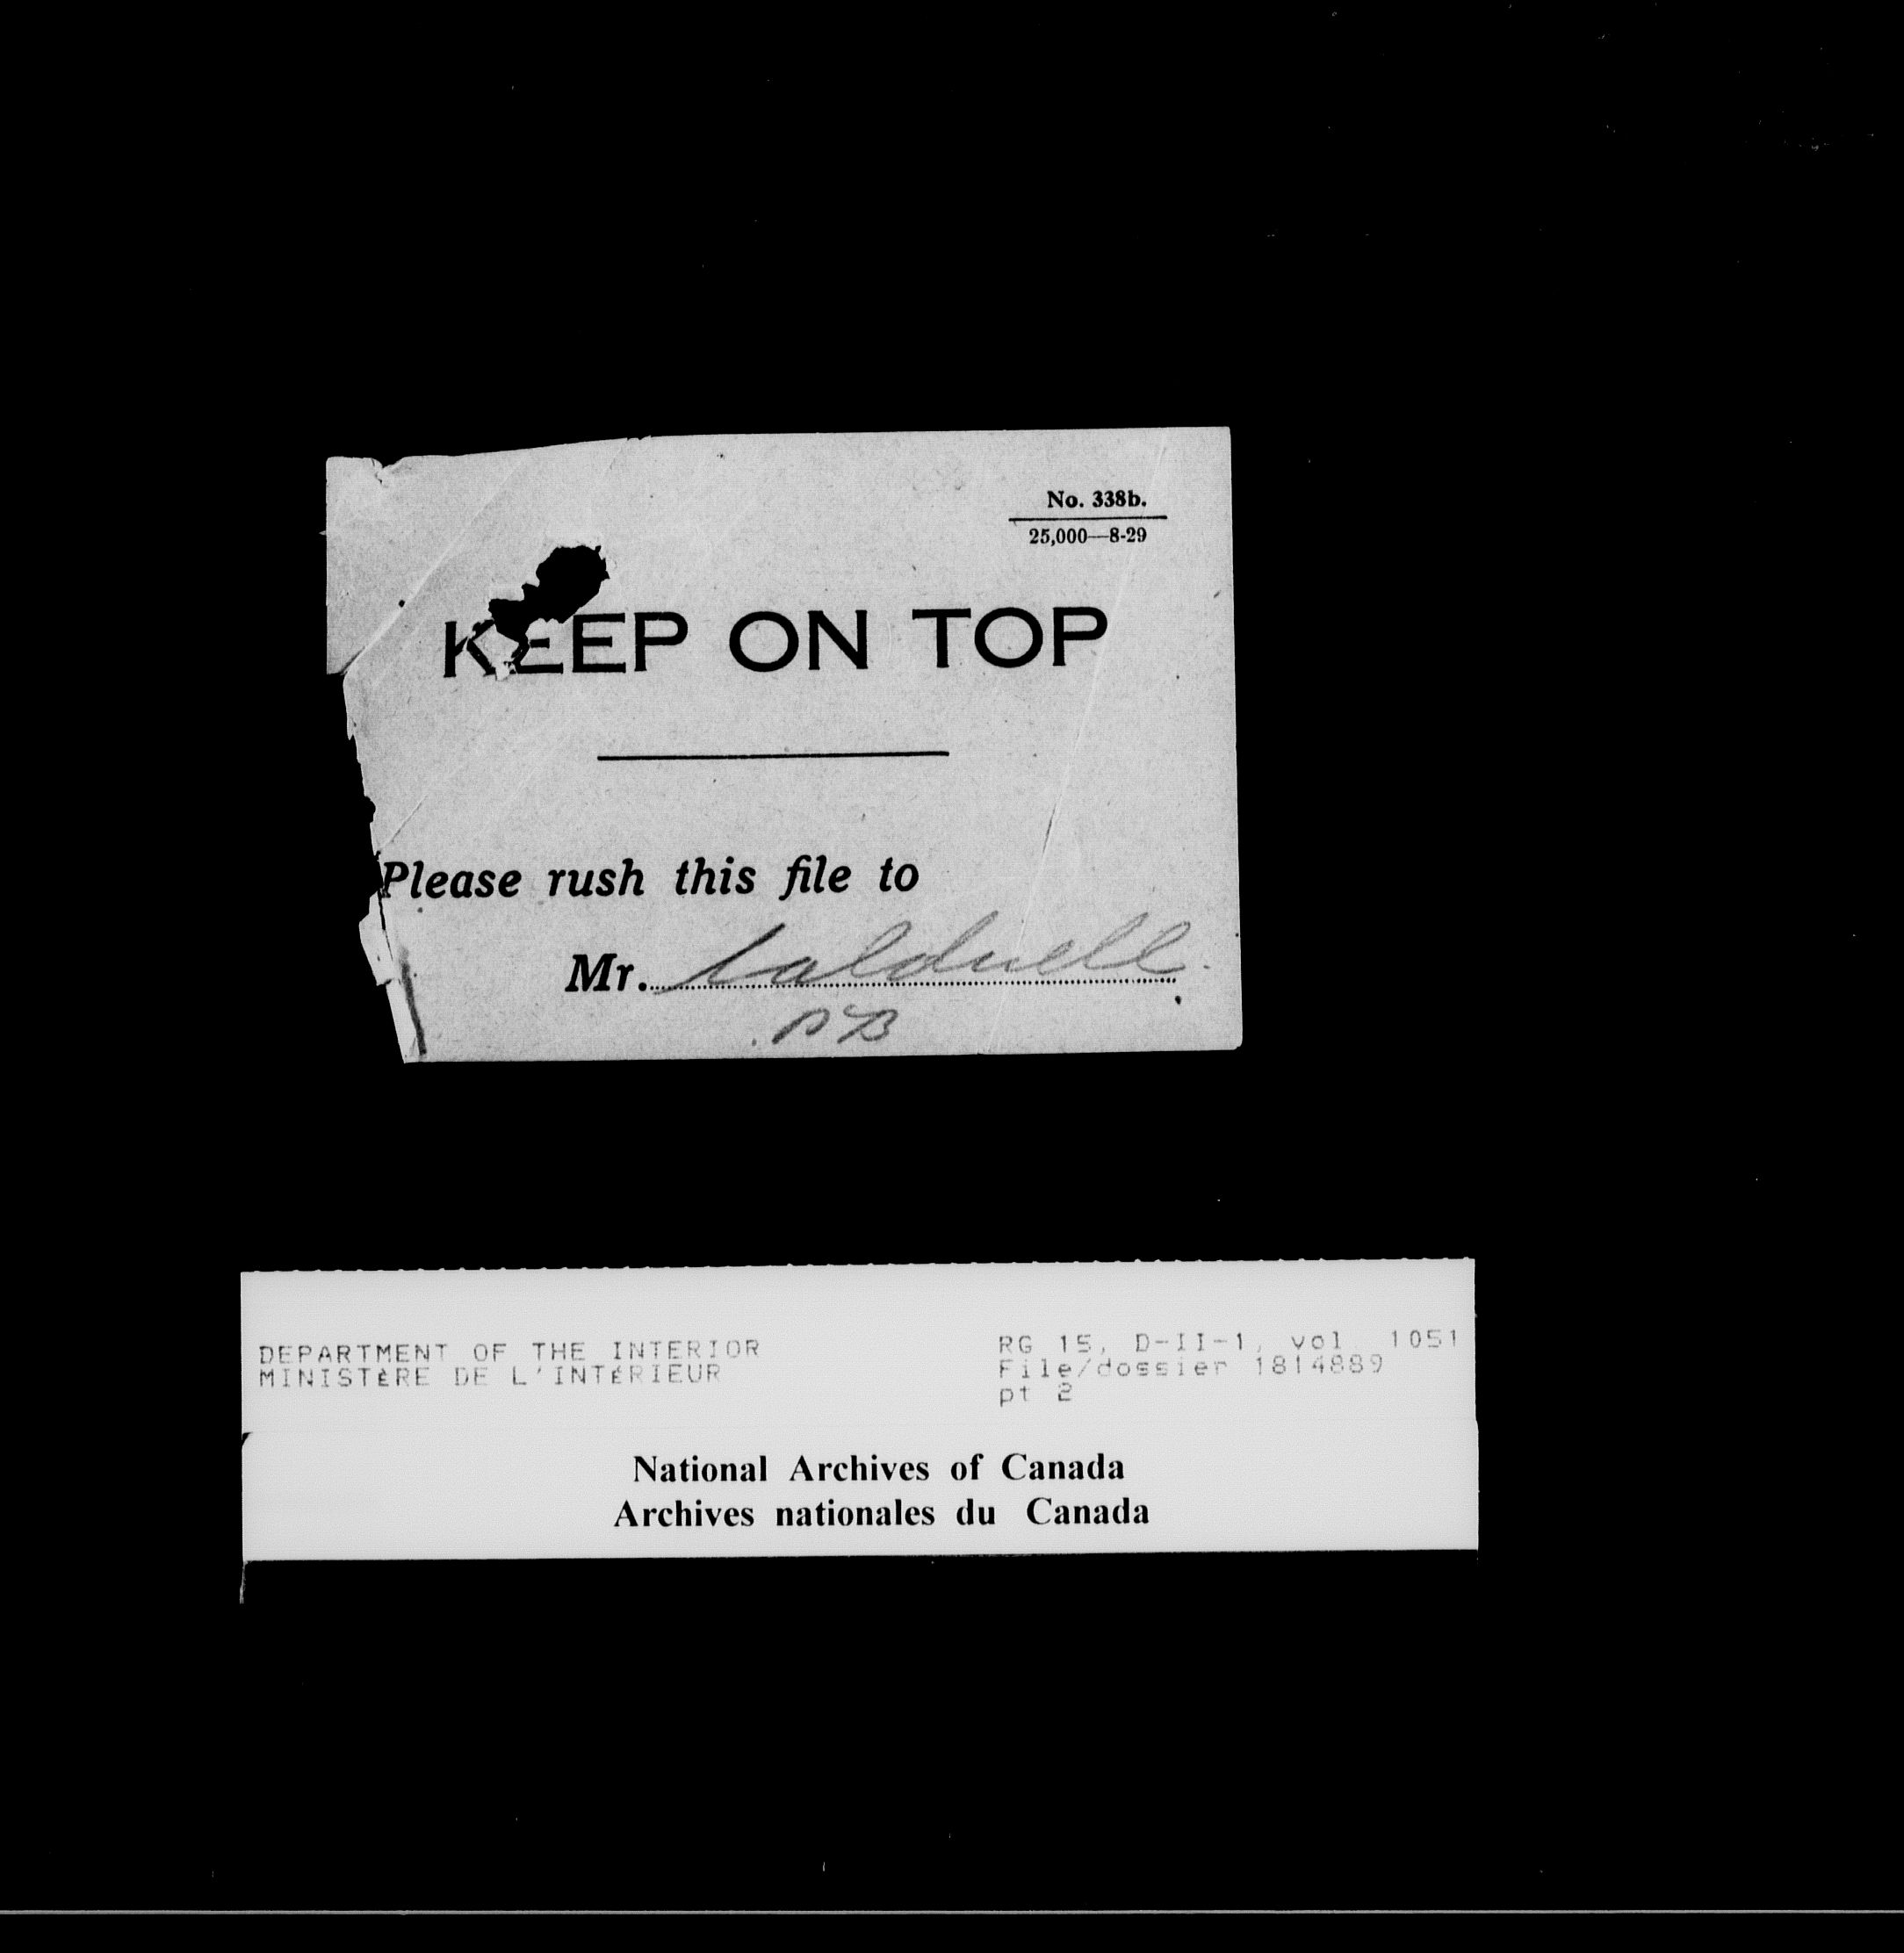 No. 338b.
25,000—8-29
KEEP ON TOP
Please rush this file to
Mr. Caldwell.
DEPARTMENT OF THE INTERIOR
MINISTÈRE DE L'INTÉRIEUR
RG 15, D-II-1, vol 1051
File/dossier 1814889
pt 2
National Archives of Canada
Archives nationales du Canada